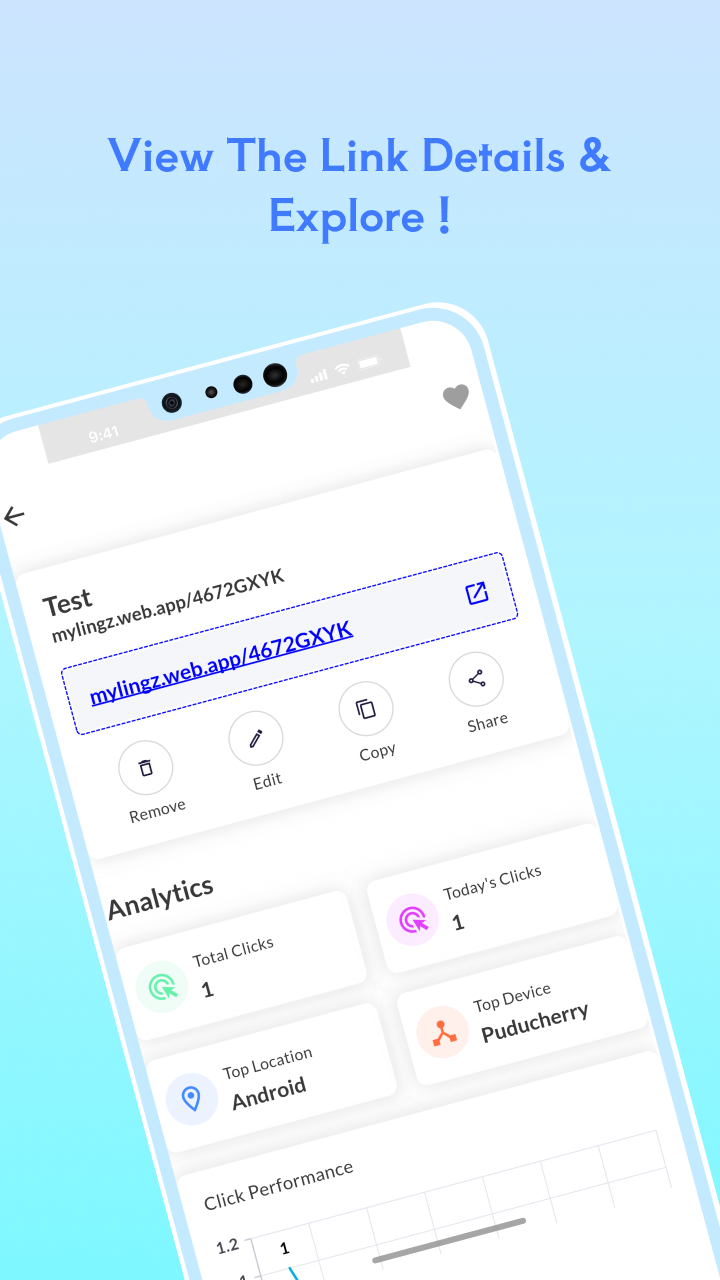 View The Link Details &
Explore !
9:41
Test
mylingz.web.app/4672GXYK
mylingz.web.app/4672GXYK
Remove
Edit
Copy
Share
Analytics
Total Clicks
1
Today's Clicks
1
Top Location
Android
Top Device
Puducherry
Click Performance
1.2
1
1